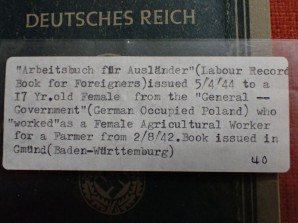 DEUTSCHES REICH
"Arbeitsbuch für Ausländer"(Labour Record
Book for Foreigners)issued 5/4/44 to a
17 Yr.old Female from the "General --
Government"(German Occupied Poland) who
"worked"as a Female Agricultural Worker
for a Farmer from 2/8/42.Book issued in
Gmünd(Baden-Württemburg)
40